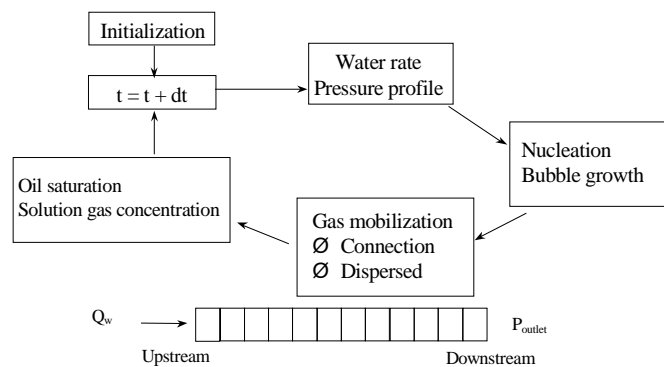 Initialization
t = t + dt
Water rate
Pressure profile
Nucleation
Bubble growth
Oil saturation
Solution gas concentration
Gas mobilization
Ø Connection
Ø Dispersed
Qw
Poutlet
Upstream
Downstream